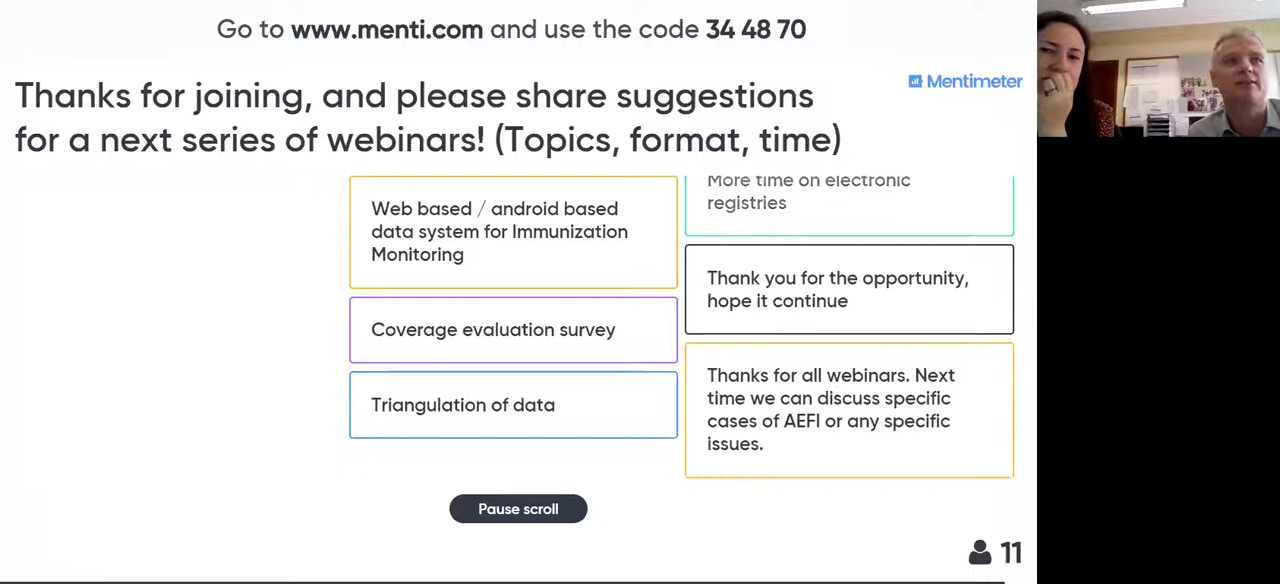 Go to www.menti.com and use the code 34 48 70
Mentimeter
Thanks for joining, and please share suggestions
for a next series of webinars! (Topics, format, time)
Web based / android based
data system for Immunization
Monitoring
Coverage evaluation survey
Triangulation of data
More time on electronic
registries
Thank you for the opportunity,
hope it continue
Thanks for all webinars. Next
time we can discuss specific
cases of AEFI or any specific
issues.
Pause scroll
11